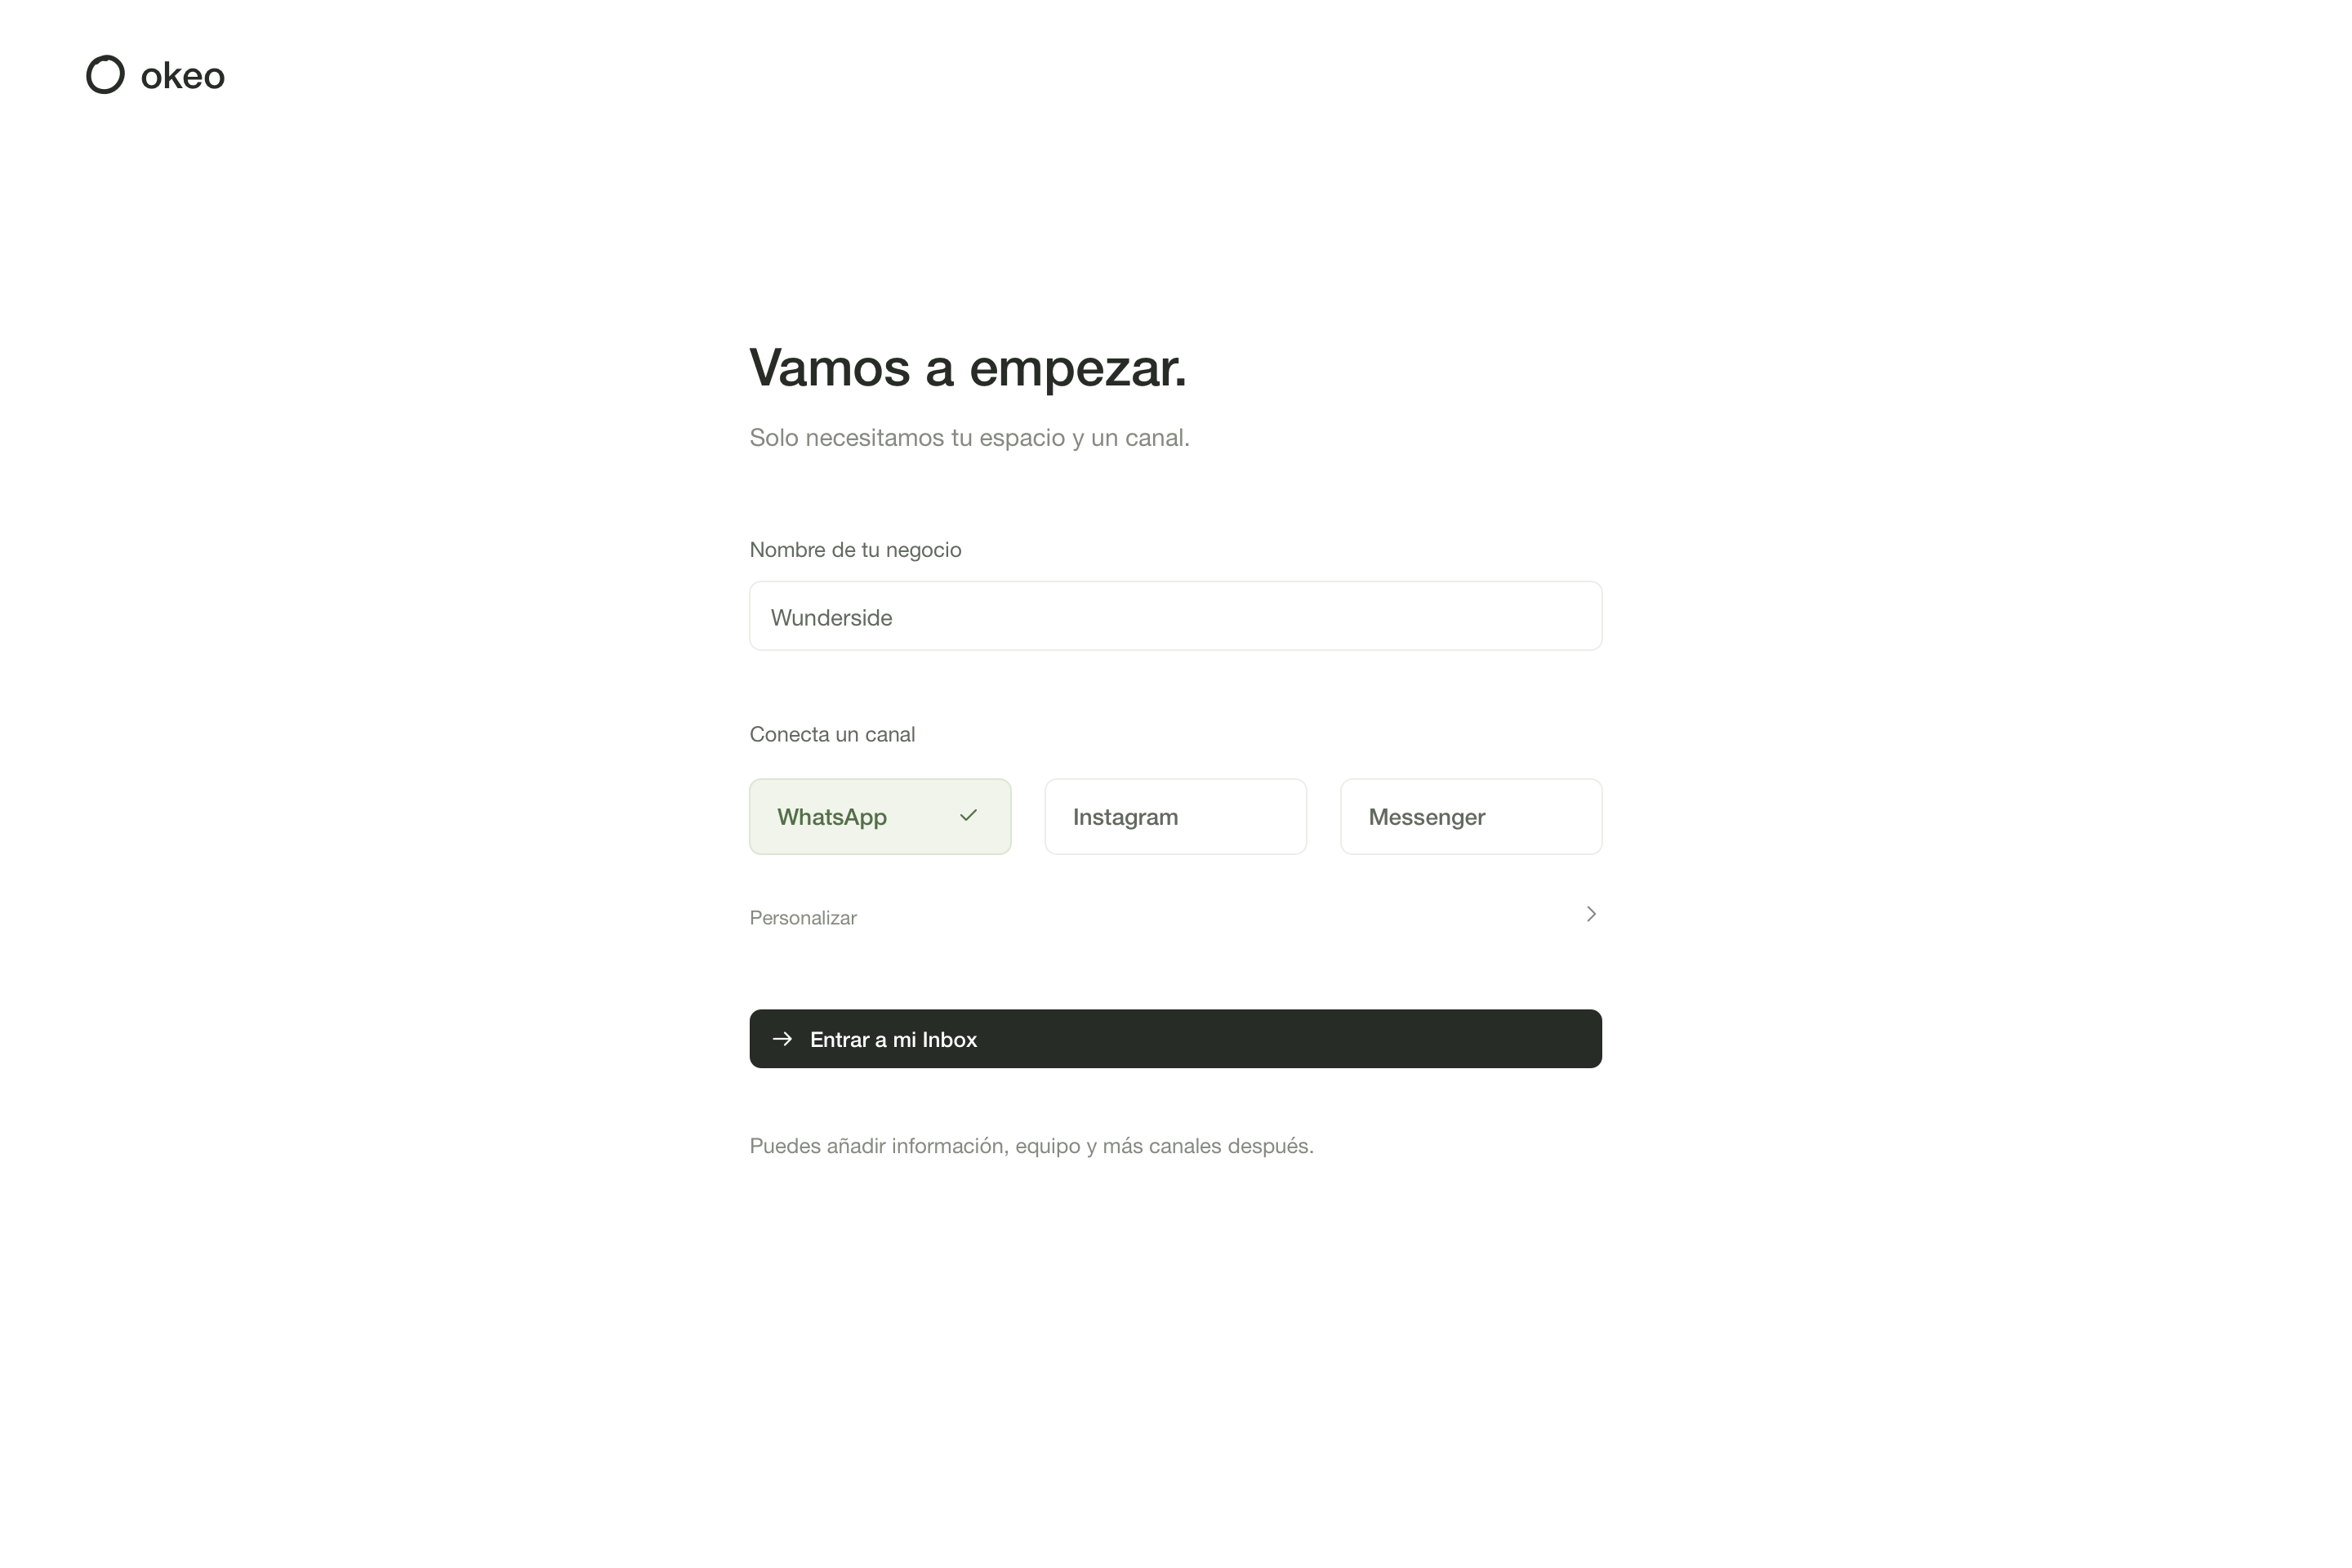 okeo
Vamos a empezar.
Solo necesitamos tu espacio y un canal.
Nombre de tu negocio
Wunderside
Conecta un canal
WhatsApp
Instagram
Messenger
Personalizar
Entrar a mi Inbox
Puedes añadir información, equipo y más canales después.